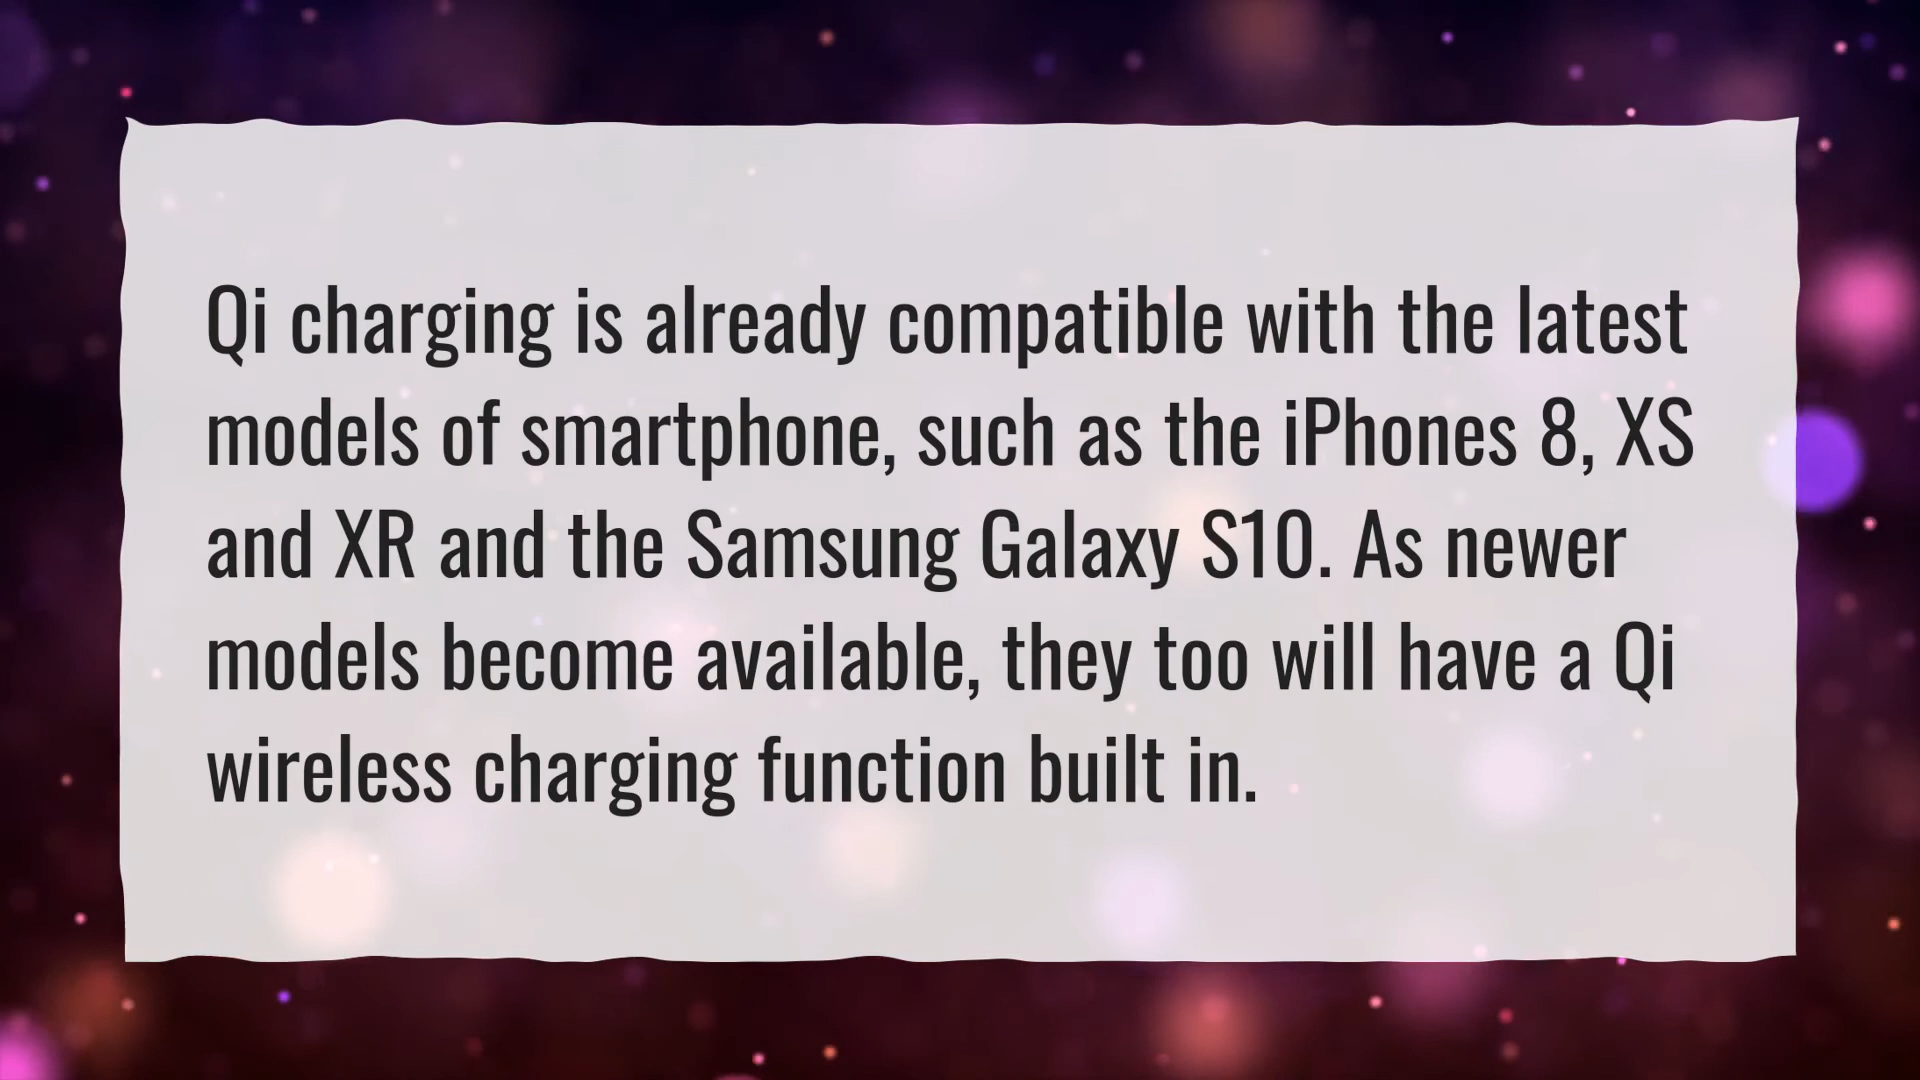 Qi charging is already compatible with the latest
models of smartphone, such as the iPhones 8, XS
and XR and the Samsung Galaxy S10. As newer
models become available, they too will have a Qi
wireless charging function built in.